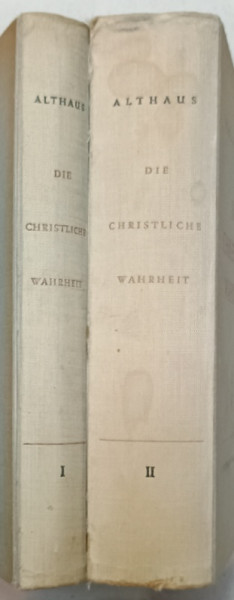 ALTHAUS
DIE
CHRISTLICHE
WAHRHEIT
I
ALTHAUS
DIE
CHRISTLICHE
WAHRHEIT
II